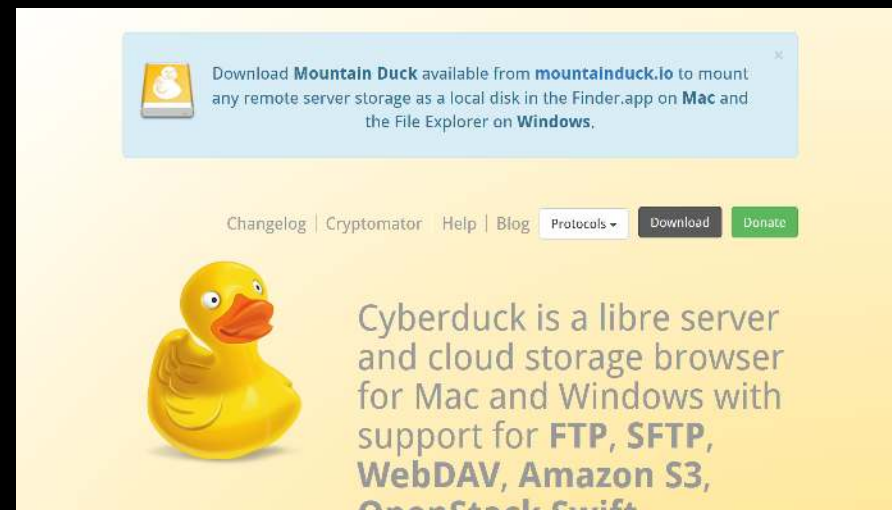 Download Mountain Duck available from mountainduck.io to mount
any remote server storage as a local disk in the Finder.app on Mac and
the File Explorer on Windows.
×
Changelog | Cryptomator Help | Blog Protocols Download Donate
Cyberduck is a libre server
and cloud storage browser
for Mac and Windows with
support for FTP, SFTP,
WebDAV, Amazon S3,
OpenStack Swift